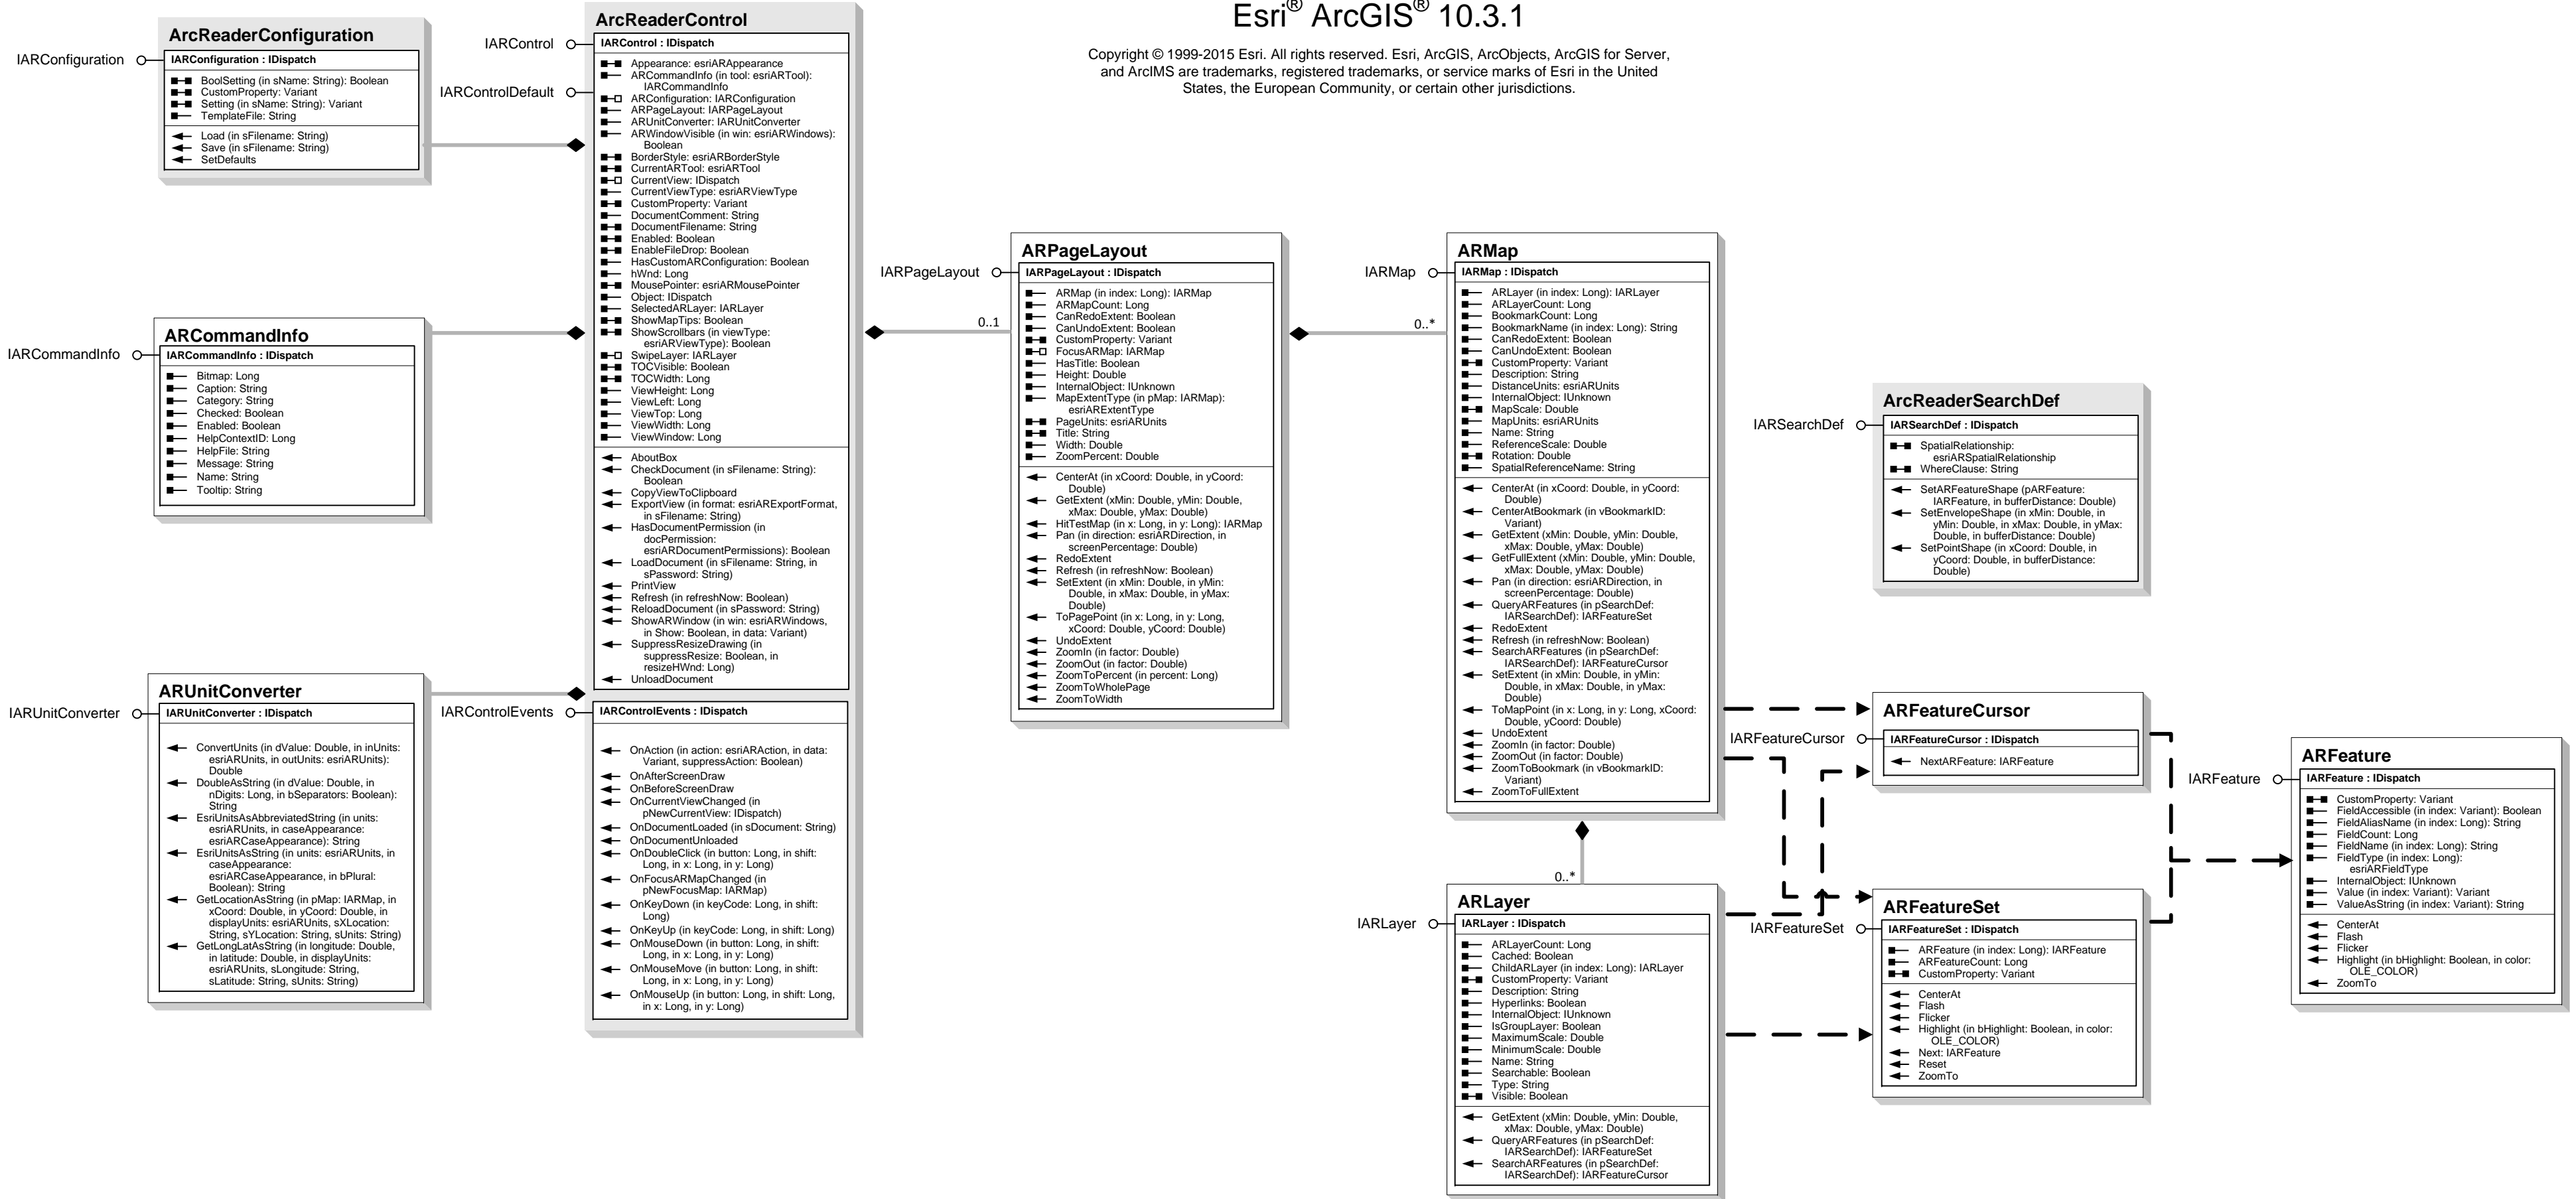 Esri® ArcGIS® 10.3.1
Copyright © 1999-2015 Esri. All rights reserved. Esri, ArcGIS, ArcObjects, ArcGIS for Server,
and ArcIMS are trademarks, registered trademarks, or service marks of Esri in the United
States, the European Community, or certain other jurisdictions.
ArcReaderConfiguration
IARConfiguration
IARConfiguration : IDispatch
BoolSetting (in sName: String): Boolean
CustomProperty: Variant
Setting (in sName: String): Variant
TemplateFile: String
Load (in sFilename: String)
Save (in sFilename: String)
SetDefaults
ARCommandInfo
IARCommandInfo
IARCommandInfo : IDispatch
Bitmap: Long
Caption: String
Category: String
Checked: Boolean
Enabled: Boolean
HelpContextID: Long
HelpFile: String
Message: String
Name: String
Tooltip: String
ARUnitConverter
IARUnitConverter
IARUnitConverter : IDispatch
ConvertUnits (in dValue: Double, in inUnits:
esriARUnits, in outUnits: esriARUnits):
Double
DoubleAsString (in dValue: Double, in
nDigits: Long, in bSeparators: Boolean):
String
EsriUnitsAsAbbreviatedString (in units:
esriARUnits, in caseAppearance:
esriARCaseAppearance): String
EsriUnitsAsString (in units: esriARUnits, in
caseAppearance:
esriARCaseAppearance, in bPlural:
Boolean): String
GetLocationAsString (in pMap: IARMap, in
xCoord: Double, in yCoord: Double, in
displayUnits: esriARUnits, sXLocation:
String, sYLocation: String, sUnits: String)
GetLongLatAsString (in longitude: Double,
in latitude: Double, in displayUnits:
esriARUnits, sLongitude: String,
sLatitude: String, sUnits: String)
ArcReaderControl
IARControl
IARControlDefault
IARControl : IDispatch
Appearance: esriARAppearance
ARCommandInfo (in tool: esriARTool):
IARCommandInfo
ARConfiguration: IARConfiguration
ARPageLayout: IARPageLayout
ARUnitConverter: IARUnitConverter
ARWindowVisible (in win: esriARWindows):
Boolean
BorderStyle: esriARBorderStyle
CurrentARTool: esriARTool
CurrentView: IDispatch
CurrentViewType: esriARViewType
CustomProperty: Variant
DocumentComment: String
DocumentFilename: String
Enabled: Boolean
EnableFileDrop: Boolean
HasCustomARConfiguration: Boolean
hWnd: Long
MousePointer: esriARMousePointer
Object: IDispatch
SelectedARLayer: IARLayer
ShowMapTips: Boolean
ShowScrollbars (in viewType:
esriARViewType): Boolean
SwipeLayer: IARLayer
TOCVisible: Boolean
TOCWidth: Long
ViewHeight: Long
ViewLeft: Long
ViewTop: Long
ViewWidth: Long
ViewWindow: Long
AboutBox
CheckDocument (in sFilename: String):
Boolean
CopyViewToClipboard
ExportView (in format: esriARExportFormat,
in sFilename: String)
HasDocumentPermission (in
docPermission:
esriARDocumentPermissions): Boolean
LoadDocument (in sFilename: String, in
sPassword: String)
PrintView
Refresh (in refreshNow: Boolean)
ReloadDocument (in sPassword: String)
ShowARWindow (in win: esriARWindows,
in Show: Boolean, in data: Variant)
SuppressResizeDrawing (in
suppressResize: Boolean, in
resizeHWnd: Long)
UnloadDocument
IARControlEvents
IARControlEvents : IDispatch
OnAction (in action: esriARAction, in data:
Variant, suppressAction: Boolean)
OnAfterScreenDraw
OnBeforeScreenDraw
OnCurrentViewChanged (in
pNewCurrentView: IDispatch)
OnDocumentLoaded (in sDocument: String)
OnDocumentUnloaded
OnDoubleClick (in button: Long, in shift:
Long, in x: Long, in y: Long)
OnFocusARMapChanged (in
pNewFocusMap: IARMap)
OnKeyDown (in keyCode: Long, in shift:
Long)
OnKeyUp (in keyCode: Long, in shift: Long)
OnMouseDown (in button: Long, in shift:
Long, in x: Long, in y: Long)
OnMouseMove (in button: Long, in shift:
Long, in x: Long, in y: Long)
OnMouseUp (in button: Long, in shift: Long,
in x: Long, in y: Long)
0..1
ARPageLayout
IARPageLayout
IARPageLayout : IDispatch
ARMap (in index: Long): IARMap
ARMapCount: Long
CanRedoExtent: Boolean
CanUndoExtent: Boolean
CustomProperty: Variant
FocusARMap: IARMap
HasTitle: Boolean
Height: Double
InternalObject: IUnknown
MapExtentType (in pMap: IARMap):
esriARExtentType
PageUnits: esriARUnits
Title: String
Width: Double
ZoomPercent: Double
CenterAt (in xCoord: Double, in yCoord:
Double)
GetExtent (xMin: Double, yMin: Double,
xMax: Double, yMax: Double)
HitTestMap (in x: Long, in y: Long): IARMap
Pan (in direction: esriARDirection, in
screenPercentage: Double)
RedoExtent
Refresh (in refreshNow: Boolean)
SetExtent (in xMin: Double, in yMin:
Double, in xMax: Double, in yMax:
Double)
ToPagePoint (in x: Long, in y: Long,
xCoord: Double, yCoord: Double)
UndoExtent
ZoomIn (in factor: Double)
ZoomOut (in factor: Double)
ZoomToPercent (in percent: Long)
ZoomToWholePage
ZoomToWidth
0..*
ARMap
IARMap
IARMap : IDispatch
ARLayer (in index: Long): IARLayer
ARLayerCount: Long
BookmarkCount: Long
BookmarkName (in index: Long): String
CanRedoExtent: Boolean
CanUndoExtent: Boolean
CustomProperty: Variant
Description: String
DistanceUnits: esriARUnits
InternalObject: IUnknown
MapScale: Double
MapUnits: esriARUnits
Name: String
ReferenceScale: Double
Rotation: Double
SpatialReferenceName: String
CenterAt (in xCoord: Double, in yCoord:
Double)
CenterAtBookmark (in vBookmarkID:
Variant)
GetExtent (xMin: Double, yMin: Double,
xMax: Double, yMax: Double)
GetFullExtent (xMin: Double, yMin: Double,
xMax: Double, yMax: Double)
Pan (in direction: esriARDirection, in
screenPercentage: Double)
QueryARFeatures (in pSearchDef:
IARSearchDef): IARFeatureSet
RedoExtent
Refresh (in refreshNow: Boolean)
SearchARFeatures (in pSearchDef:
IARSearchDef): IARFeatureCursor
SetExtent (in xMin: Double, in yMin:
Double, in xMax: Double, in yMax:
Double)
ToMapPoint (in x: Long, in y: Long, xCoord:
Double, yCoord: Double)
UndoExtent
ZoomIn (in factor: Double)
ZoomOut (in factor: Double)
ZoomToBookmark (in vBookmarkID:
Variant)
ZoomToFullExtent
0..*
ARLayer
IARLayer
IARLayer : IDispatch
ARLayerCount: Long
Cached: Boolean
ChildARLayer (in index: Long): IARLayer
CustomProperty: Variant
Description: String
Hyperlinks: Boolean
InternalObject: IUnknown
IsGroupLayer: Boolean
MaximumScale: Double
MinimumScale: Double
Name: String
Searchable: Boolean
Type: String
Visible: Boolean
GetExtent (xMin: Double, yMin: Double,
xMax: Double, yMax: Double)
QueryARFeatures (in pSearchDef:
IARSearchDef): IARFeatureSet
SearchARFeatures (in pSearchDef:
IARSearchDef): IARFeatureCursor
ArcReaderSearchDef
IARSearchDef
IARSearchDef : IDispatch
SpatialRelationship:
esriARSpatialRelationship
WhereClause: String
SetARFeatureShape (pARFeature:
IARFeature, in bufferDistance: Double)
SetEnvelopeShape (in xMin: Double, in
yMin: Double, in xMax: Double, in yMax:
Double, in bufferDistance: Double)
SetPointShape (in xCoord: Double, in
yCoord: Double, in bufferDistance:
Double)
ARFeatureCursor
IARFeatureCursor
IARFeatureCursor : IDispatch
NextARFeature: IARFeature
ARFeatureSet
IARFeatureSet
IARFeatureSet : IDispatch
ARFeature (in index: Long): IARFeature
ARFeatureCount: Long
CustomProperty: Variant
CenterAt
Flash
Flicker
Highlight (in bHighlight: Boolean, in color:
OLE_COLOR)
Next: IARFeature
Reset
ZoomTo
ARFeature
IARFeature
IARFeature : IDispatch
CustomProperty: Variant
FieldAccessible (in index: Variant): Boolean
FieldAliasName (in index: Long): String
FieldCount: Long
FieldName (in index: Long): String
FieldType (in index: Long):
esriARFieldType
InternalObject: IUnknown
Value (in index: Variant): Variant
ValueAsString (in index: Variant): String
CenterAt
Flash
Flicker
Highlight (in bHighlight: Boolean, in color:
OLE_COLOR)
ZoomTo